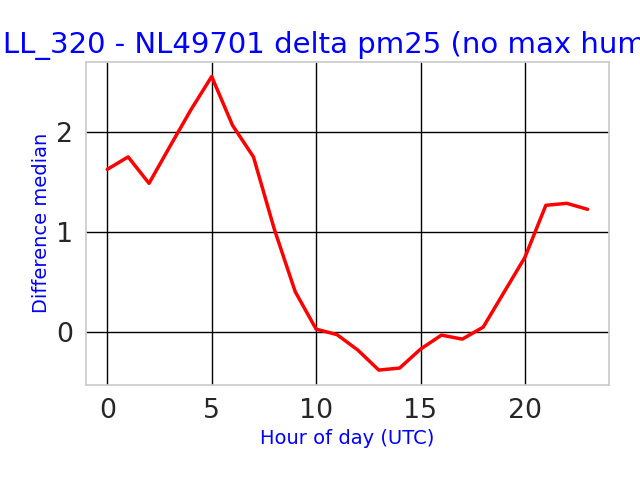 LL_320 - NL49701 delta pm25 (no max hum
2
1
0
Difference median
0 5 10 15 20
Hour of day (UTC)